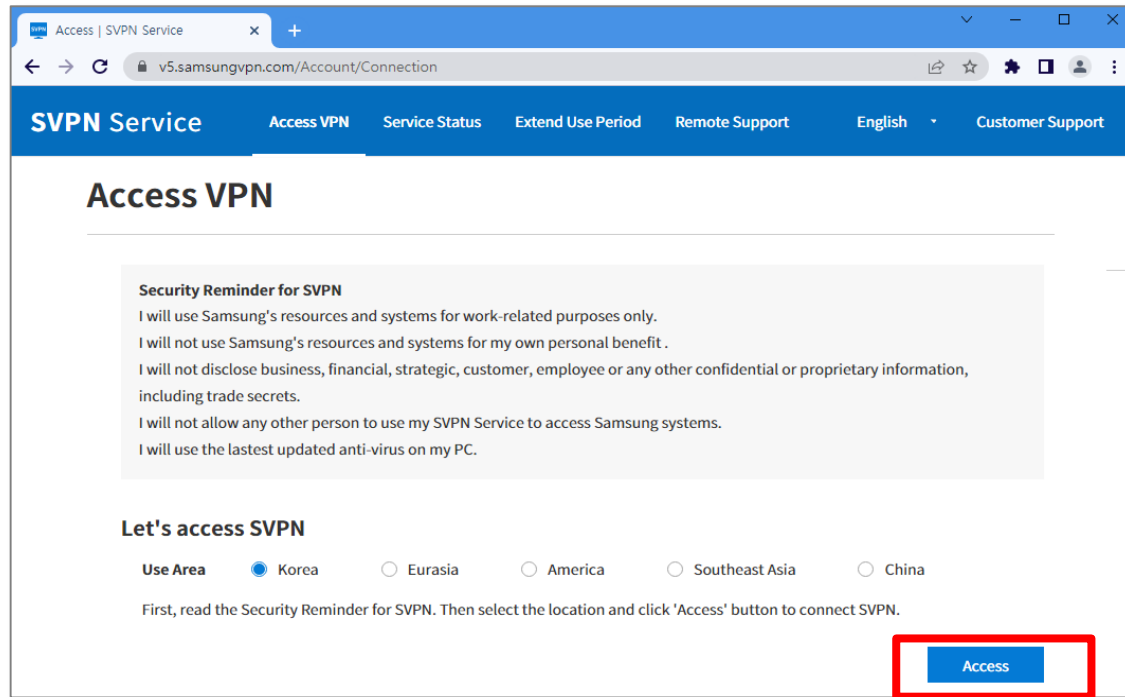 SVPN Access | SVPN Service
v5.samsungvpn.com/Account/Connection
SVPN Service Access VPN Service Status Extend Use Period Remote Support English Customer Support
Access VPN
Security Reminder for SVPN
I will use Samsung's resources and systems for work-related purposes only.
I will not use Samsung's resources and systems for my own personal benefit .
I will not disclose business, financial, strategic, customer, employee or any other confidential or proprietary information,
including trade secrets.
I will not allow any other person to use my SVPN Service to access Samsung systems.
I will use the lastest updated anti-virus on my PC.
Let's access SVPN
Use Area Korea Eurasia America Southeast Asia China
First, read the Security Reminder for SVPN. Then select the location and click 'Access' button to connect SVPN.
Access